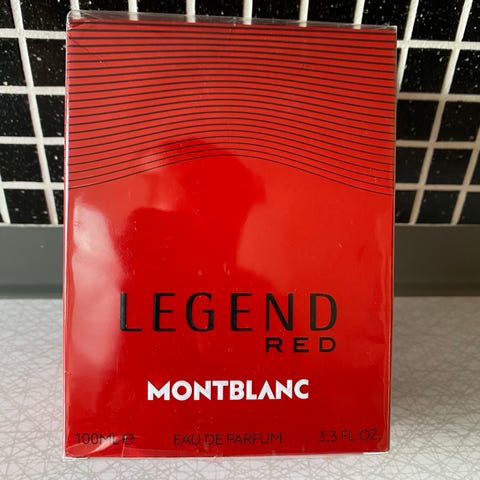 LEGEND
RED
MONTBLANC
100ML ℮ EAU DE PARFUM 3.3 FL.OZ.